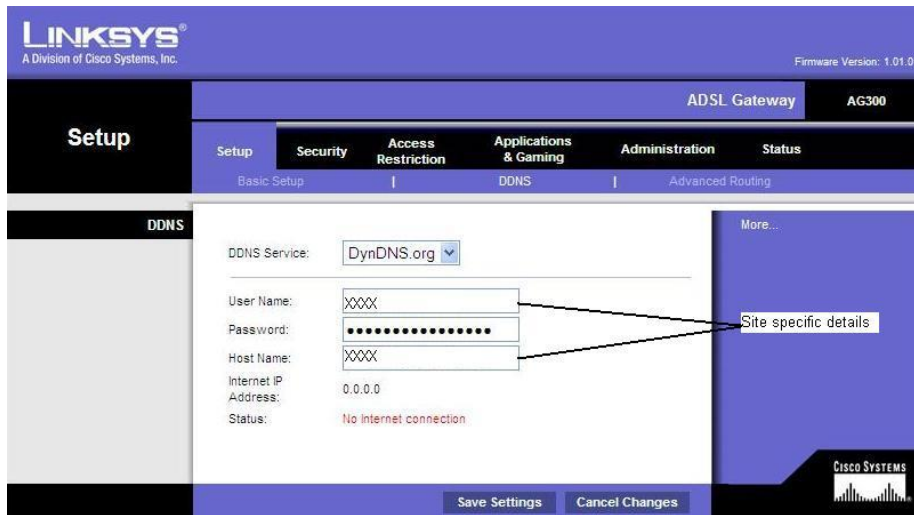 LINKSYS®
A Division of Cisco Systems, Inc.
Firmware Version: 1.01.0
ADSL Gateway AG300
Setup
Setup Security Access Restriction Applications & Gaming Administration Status
Basic Setup | DDNS | Advanced Routing
DDNS
More...
DDNS Service: DynDNS.org
User Name: XXXX
Site specific details
Password: ••••••••••••••••
Host Name: XXXX
Internet IP Address: 0.0.0.0
Status: No Internet connection
CISCO SYSTEMS
Save Settings Cancel Changes